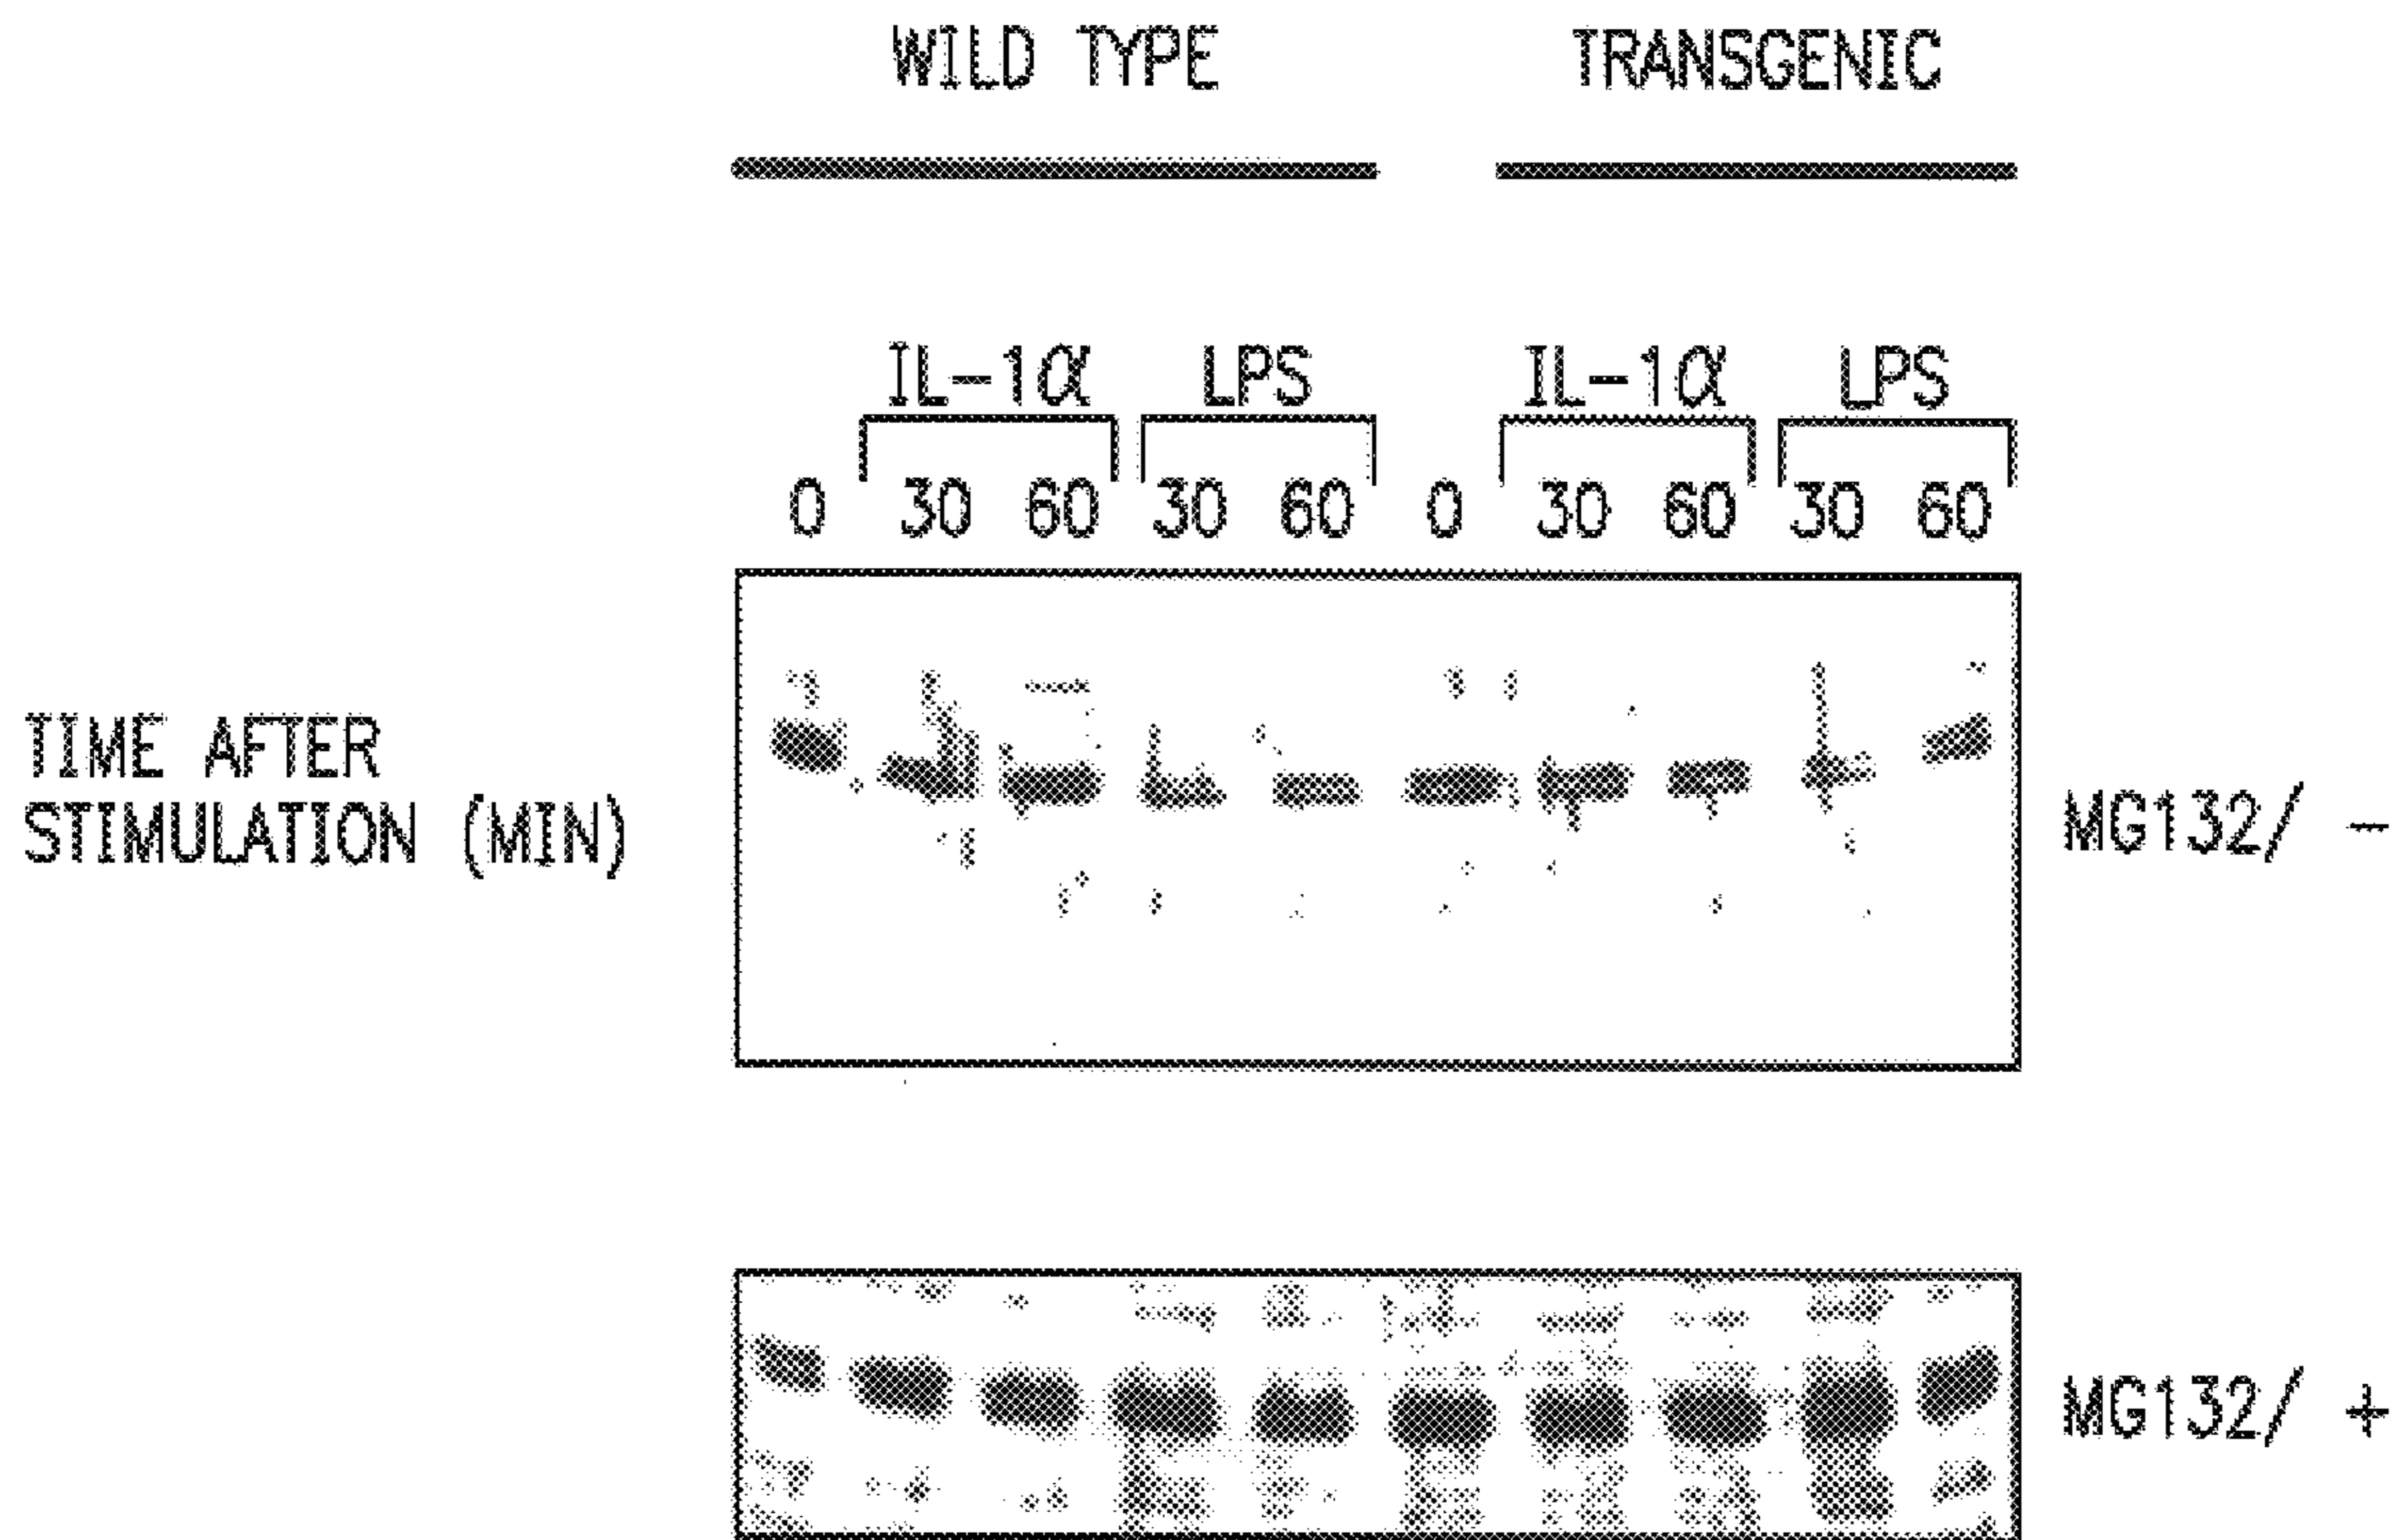 WILD TYPE TRANSGENIC
IL-1α LPS IL-1α LPS
0 30 60 30 60 0 30 60 30 60
TIME AFTER
STIMULATION (MIN)
MG132/ -
MG132/ +